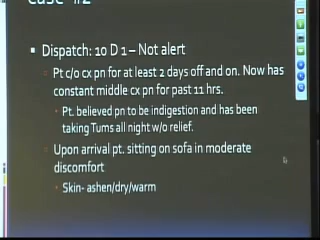 Case #2
Dispatch: 10 D 1 – Not alert
Pt c/o cx pn for at least 2 days off and on. Now has
constant middle cx pn for past 11 hrs.
Pt. believed pn to be indigestion and has been
taking Tums all night w/o relief.
Upon arrival pt. sitting on sofa in moderate
discomfort
Skin- ashen/dry/warm